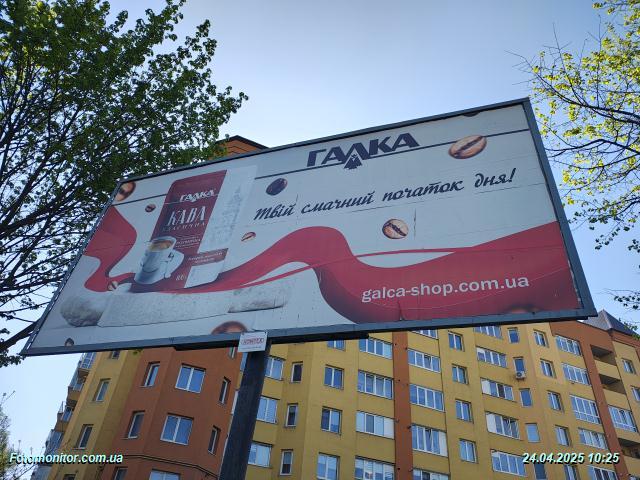 ГАЛКА
Твій смачний початок дня!
ГАЛКА
КАВА
КЛАСИЧНА
galca-shop.com.ua
Fotomonitor.com.ua
24.04.2025 10:25